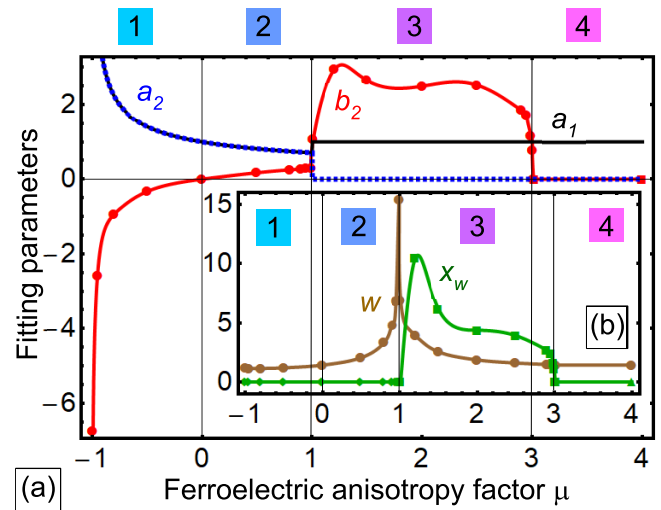 1 2 3 4
2
0
−2
−4
−6
Fitting parameters
a2
b2
a1
15
10
5
0
1 2 3 4
w
xw
(b)
−1 0 1 2 3 4
−1 0 1 2 3 4
(a)
Ferroelectric anisotropy factor μ